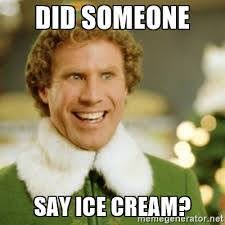 DID SOMEONE
SAY ICE CREAM?
memegenerator.net